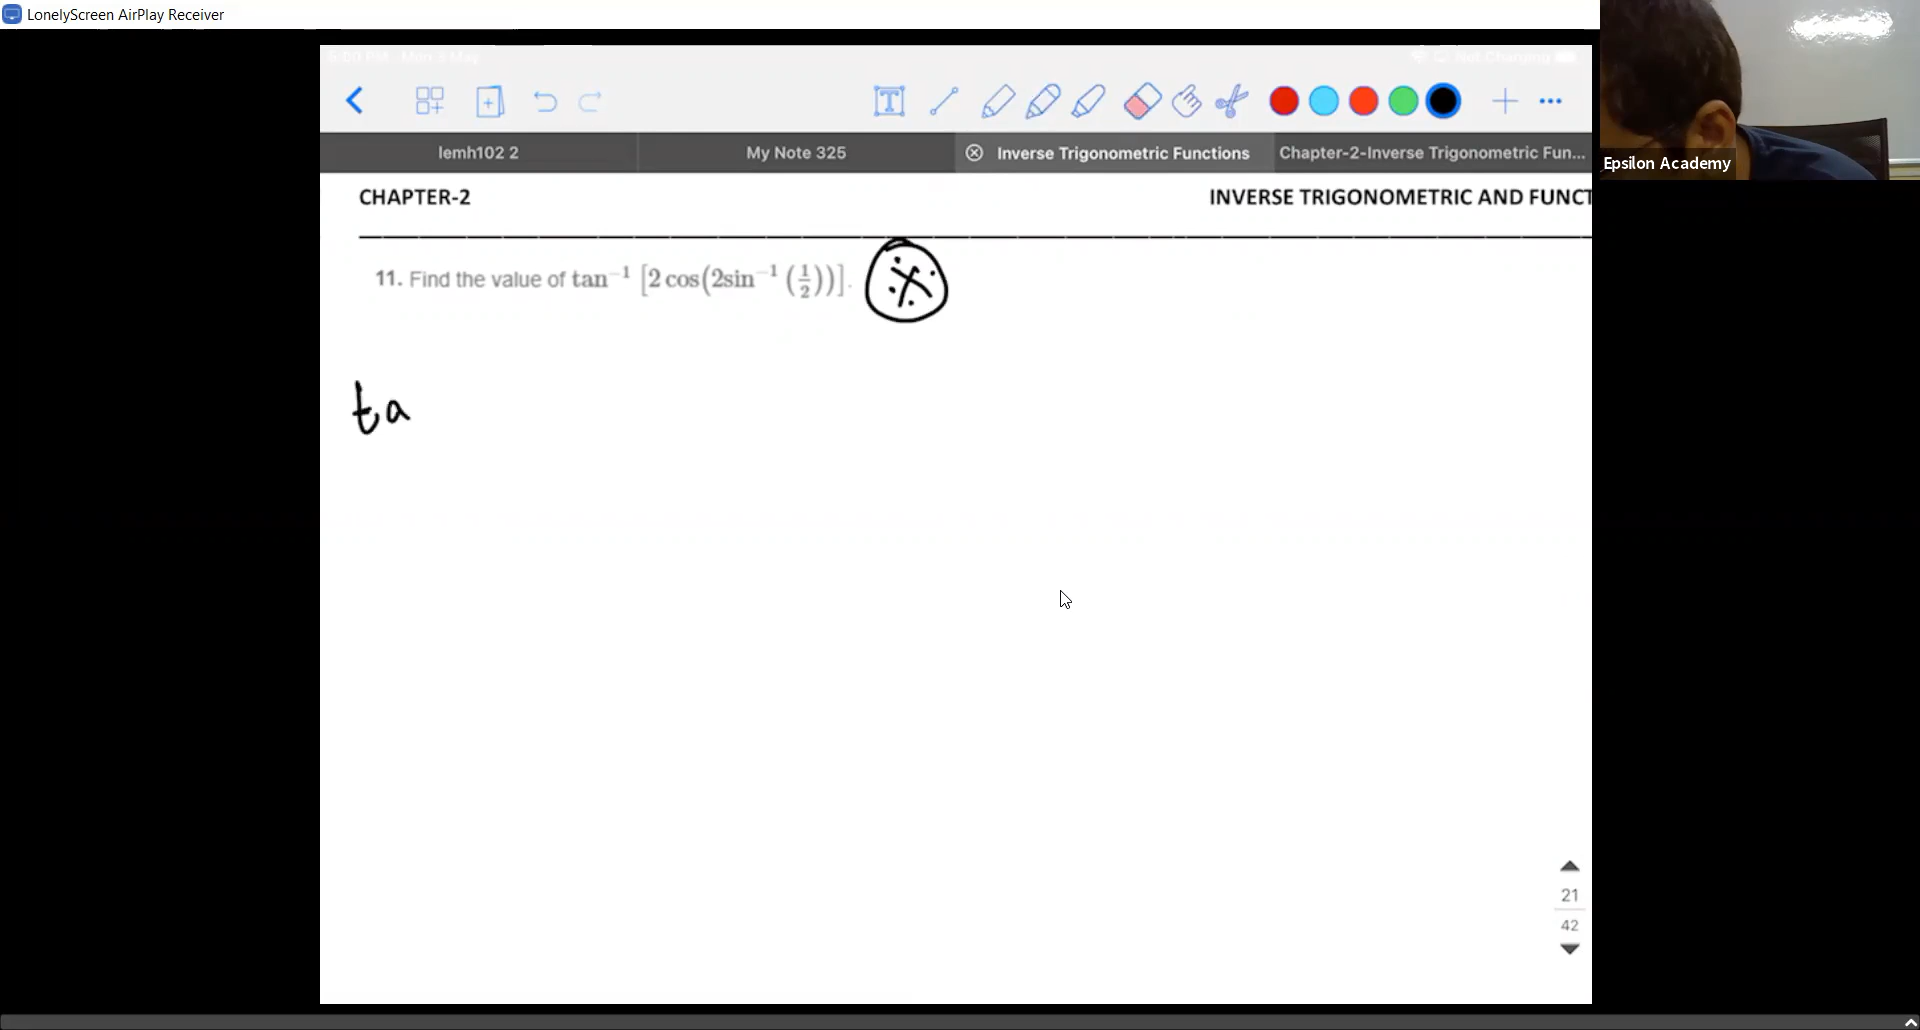 LonelyScreen AirPlay Receiver
Epsilon Academy
lemh102 2
My Note 325
Inverse Trigonometric Functions
Chapter-2-Inverse Trigonometric Fun...
CHAPTER-2
INVERSE TRIGONOMETRIC AND FUNCT
11. Find the value of tan⁻¹ [2 cos(2sin⁻¹ (1/2))].
ta
21
42